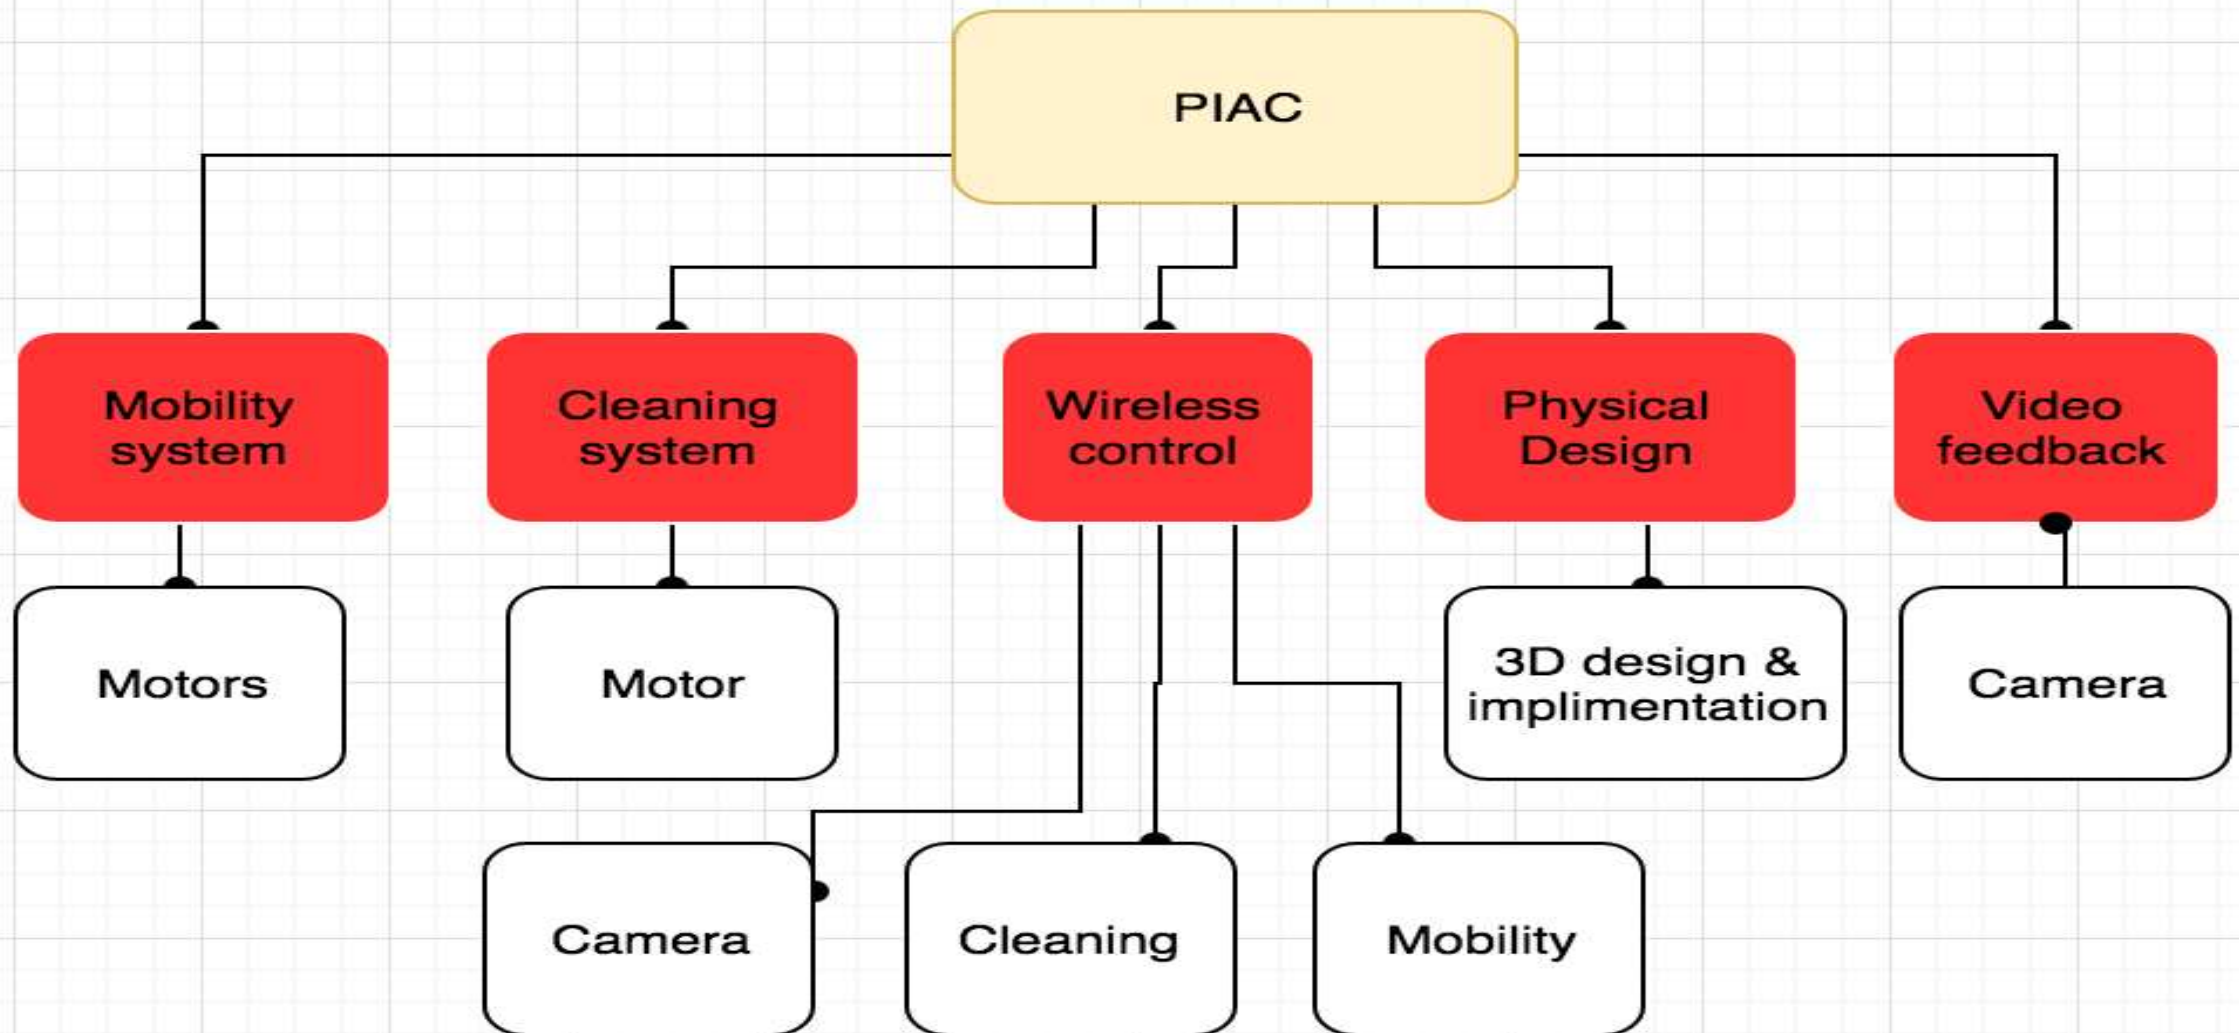 PIAC
Mobility
system
Cleaning
system
Wireless
control
Physical
Design
Video
feedback
Motors
Motor
3D design &
implimentation
Camera
Camera
Cleaning
Mobility